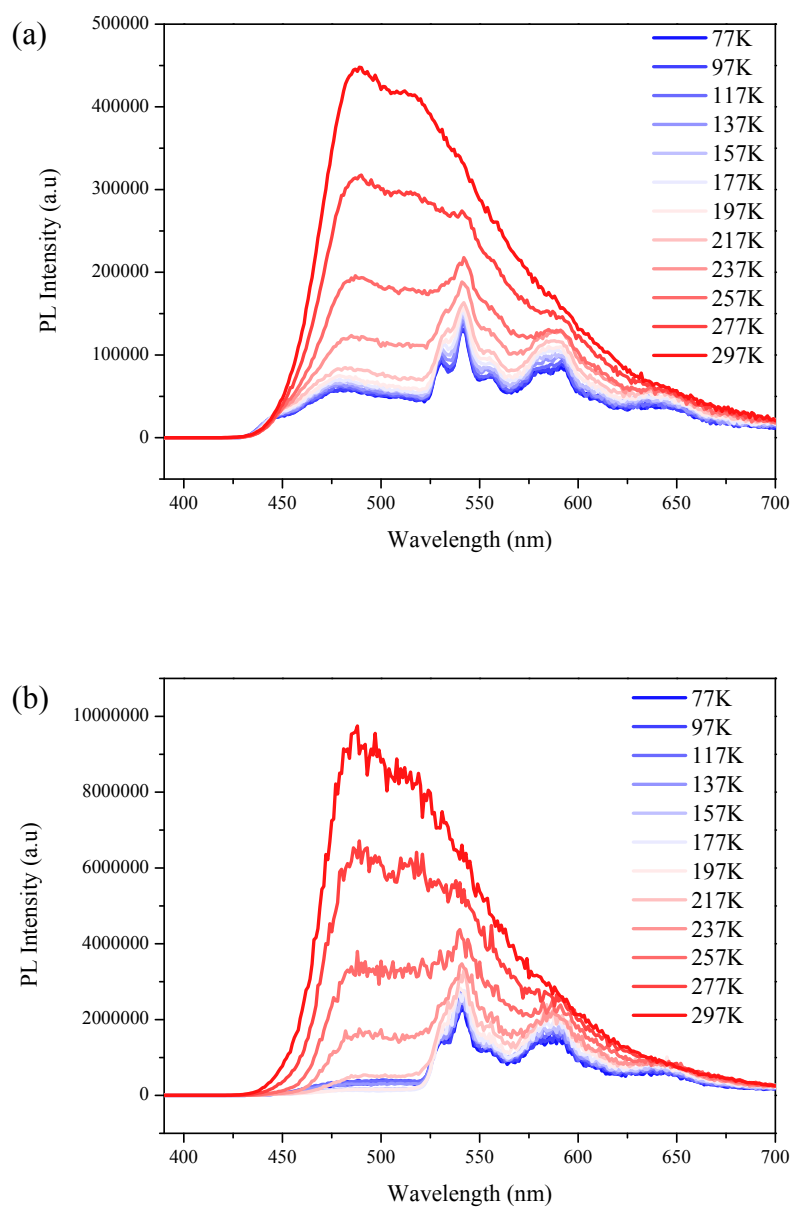 (a)
500000
400000
300000
200000
100000
0
PL Intensity (a.u)
77K
97K
117K
137K
157K
177K
197K
217K
237K
257K
277K
297K
400 450 500 550 600 650 700
Wavelength (nm)
(b)
10000000
8000000
6000000
4000000
2000000
0
PL Intensity (a.u)
77K
97K
117K
137K
157K
177K
197K
217K
237K
257K
277K
297K
400 450 500 550 600 650 700
Wavelength (nm)